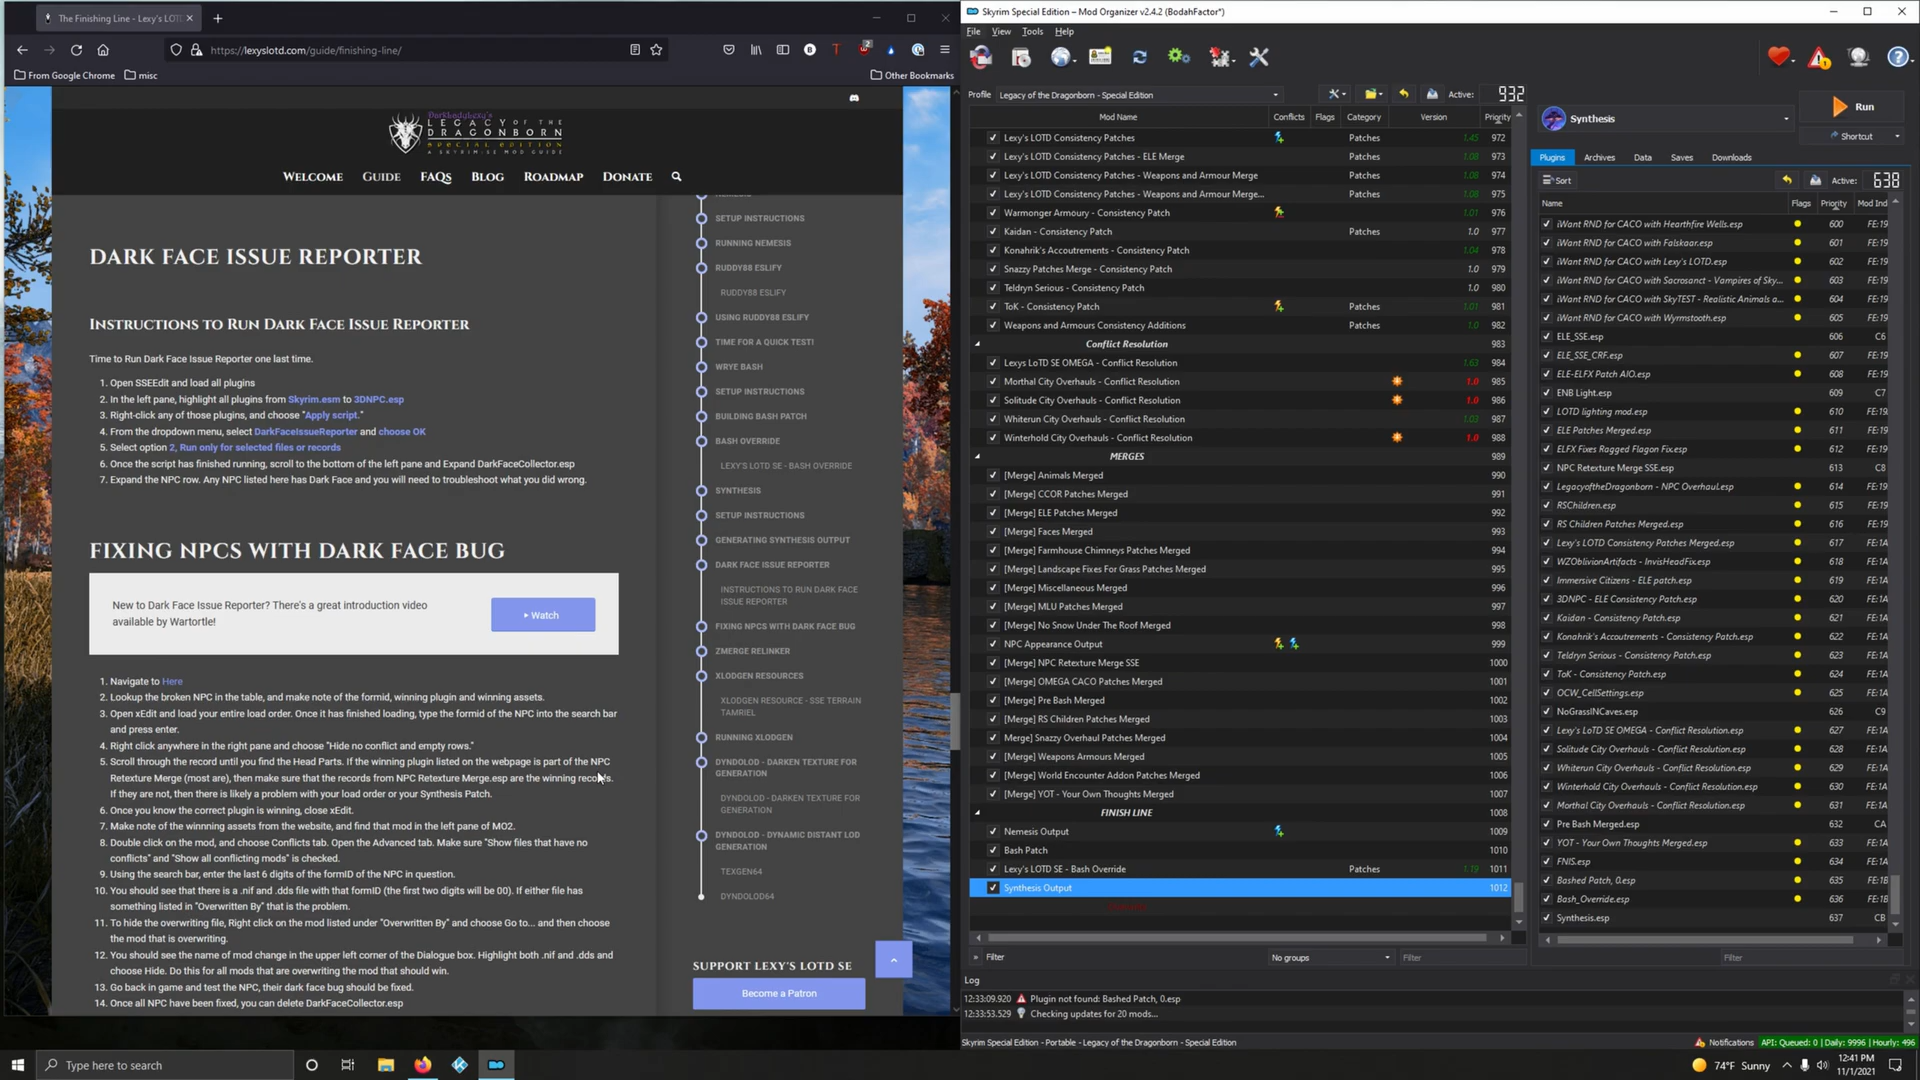 The Finishing Line - Lexy's LOT
https://lexyslotd.com/guide/finishing-line/
From Google Chrome
misc
Other Bookmarks
DarkLadyLexy's
LEGACY OF THE
DRAGONBORN
SPECIAL EDITION
A SKYRIM:SE MOD GUIDE
WELCOME
GUIDE
FAQS
BLOG
ROADMAP
DONATE
DARK FACE ISSUE REPORTER
INSTRUCTIONS TO RUN DARK FACE ISSUE REPORTER
Time to Run Dark Face Issue Reporter one last time.
1. Open SSEEdit and load all plugins
2. In the left pane, highlight all plugins from Skyrim.esm to 3DNPC.esp
3. Right-click any of those plugins, and choose "Apply script."
4. From the dropdown menu, select DarkFaceIssueReporter and choose OK
5. Select option 2, Run only for selected files or records
6. Once the script has finished running, scroll to the bottom of the left pane and Expand DarkFaceCollector.esp
7. Expand the NPC row. Any NPC listed here has Dark Face and you will need to troubleshoot what you did wrong.
FIXING NPCS WITH DARK FACE BUG
New to Dark Face Issue Reporter? There's a great introduction video
available by Wartortle!
Watch
1. Navigate to Here
2. Lookup the broken NPC in the table, and make note of the formid, winning plugin and winning assets.
3. Open xEdit and load your entire load order. Once it has finished loading, type the formid of the NPC into the search bar
and press enter.
4. Right click anywhere in the right pane and choose "Hide no conflict and empty rows."
5. Scroll through the record until you find the Head Parts. If the winning plugin listed on the webpage is part of the NPC
Retexture Merge (most are), then make sure that the records from NPC Retexture Merge.esp are the winning records.
If they are not, then there is likely a problem with your load order or your Synthesis Patch.
6. Once you know the correct plugin is winning, close xEdit.
7. Make note of the winnning assets from the website, and find that mod in the left pane of MO2.
8. Double click on the mod, and choose Conflicts tab. Open the Advanced tab. Make sure "Show files that have no
conflicts" and "Show all conflicting mods" is checked.
9. Using the search bar, enter the last 6 digits of the formID of the NPC in question.
10. You should see that there is a .nif and .dds file with that formID (the first two digits will be 00). If either file has
something listed in "Overwritten By" that is the problem.
11. To hide the overwriting file, Right click on the mod listed under "Overwritten By" and choose Go to... and then choose
the mod that is overwriting.
12. You should see the name of mod change in the upper left corner of the Dialogue box. Highlight both .nif and .dds and
choose Hide. Do this for all mods that are overwriting the mod that should win.
13. Go back in game and test the NPC, their dark face bug should be fixed.
14. Once all NPC have been fixed, you can delete DarkFaceCollector.esp
SETUP INSTRUCTIONS
RUNNING NEMESIS
RUDDY88 ESLIFY
RUDDY88 ESLIFY
USING RUDDY88 ESLIFY
TIME FOR A QUICK TEST!
WRYE BASH
SETUP INSTRUCTIONS
BUILDING BASH PATCH
BASH OVERRIDE
LEXY'S LOTD SE - BASH OVERRIDE
SYNTHESIS
SETUP INSTRUCTIONS
GENERATING SYNTHESIS OUTPUT
DARK FACE ISSUE REPORTER
INSTRUCTIONS TO RUN DARK FACE
ISSUE REPORTER
FIXING NPCS WITH DARK FACE BUG
ZMERGE RELINKER
XLODGEN RESOURCES
XLODGEN RESOURCE - SSE TERRAIN
TAMRIEL
RUNNING XLODGEN
DYNDOLOD - DARKEN TEXTURE FOR
GENERATION
DYNDOLOD - DARKEN TEXTURE FOR
GENERATION
DYNDOLOD - DYNAMIC DISTANT LOD
GENERATION
TEXGEN64
DYNDOLOD64
SUPPORT LEXY'S LOTD SE
Become a Patron
Skyrim Special Edition – Mod Organizer v2.4.2 (BodahFactor*)
File View Tools Help
Profile Legacy of the Dragonborn - Special Edition Active: 932
Mod Name Conflicts Flags Category Version Priority
Lexy's LOTD Consistency Patches Patches 1.45 972
Lexy's LOTD Consistency Patches - ELE Merge Patches 1.08 973
Lexy's LOTD Consistency Patches - Weapons and Armour Merge Patches 1.08 974
Lexy's LOTD Consistency Patches - Weapons and Armour Merge... Patches 1.08 975
Warmonger Armoury - Consistency Patch 1.01 976
Kaidan - Consistency Patch Patches 1.0 977
Konahrik's Accoutrements - Consistency Patch 1.04 978
Snazzy Patches Merge - Consistency Patch 1.0 979
Teldryn Serious - Consistency Patch 1.0 980
ToK - Consistency Patch Patches 1.01 981
Weapons and Armours Consistency Additions Patches 1.0 982
Conflict Resolution 983
Lexys LoTD SE OMEGA - Conflict Resolution 1.63 984
Morthal City Overhauls - Conflict Resolution 1.0 985
Solitude City Overhauls - Conflict Resolution 1.0 986
Whiterun City Overhauls - Conflict Resolution 1.03 987
Winterhold City Overhauls - Conflict Resolution 1.0 988
MERGES 989
[Merge] Animals Merged 990
[Merge] CCOR Patches Merged 991
[Merge] ELE Patches Merged 992
[Merge] Faces Merged 993
[Merge] Farmhouse Chimneys Patches Merged 994
[Merge] Landscape Fixes For Grass Patches Merged 995
[Merge] Miscellaneous Merged 996
[Merge] MLU Patches Merged 997
[Merge] No Snow Under The Roof Merged 998
NPC Appearance Output 999
[Merge] NPC Retexture Merge SSE 1000
[Merge] OMEGA CACO Patches Merged 1001
[Merge] Pre Bash Merged 1002
[Merge] RS Children Patches Merged 1003
Merge] Snazzy Overhaul Patches Merged 1004
[Merge] Weapons Armours Merged 1005
[Merge] World Encounter Addon Patches Merged 1006
[Merge] YOT - Your Own Thoughts Merged 1007
FINISH LINE 1008
Nemesis Output 1009
Bash Patch 1010
Lexy's LOTD SE - Bash Override Patches 1.19 1011
Synthesis Output 1012
Filter No groups Filter
Synthesis
Run
Shortcut
Plugins Archives Data Saves Downloads
Sort Active: 638
Name Flags Priority Mod Ind
iWant RND for CACO with Hearthfire Wells.esp 600 FE:19
iWant RND for CACO with Falskaar.esp 601 FE:19
iWant RND for CACO with Lexy's LOTD.esp 602 FE:19
iWant RND for CACO with Sacrosanct - Vampires of Sky... 603 FE:19
iWant RND for CACO with SkyTEST - Realistic Animals a... 604 FE:19
iWant RND for CACO with Wyrmstooth.esp 605 FE:19
ELE_SSE.esp 606 C6
ELE_SSE_CRF.esp 607 FE:19
ELE-ELFX Patch AIO.esp 608 FE:19
ENB Light.esp 609 C7
LOTD lighting mod.esp 610 FE:19
ELE Patches Merged.esp 611 FE:19
ELFX Fixes Ragged Flagon Fix.esp 612 FE:19
NPC Retexture Merge SSE.esp 613 C8
LegacyoftheDragonborn - NPC Overhaul.esp 614 FE:19
RSChildren.esp 615 FE:19
RS Children Patches Merged.esp 616 FE:19
Lexy's LOTD Consistency Patches Merged.esp 617 FE:19
WZOblivionArtifacts - InvisHeadFix.esp 618 FE:19
Immersive Citizens - ELE patch.esp 619 FE:1A
3DNPC - ELE Consistency Patch.esp 620 FE:1A
Kaidan - Consistency Patch.esp 621 FE:1A
Konahrik's Accoutrements - Consistency Patch.esp 622 FE:1A
Teldryn Serious - Consistency Patch.esp 623 FE:1A
ToK - Consistency Patch.esp 624 FE:1A
OCW_CellSettings.esp 625 FE:1A
NoGrassINCaves.esp 626 C9
Lexy's LoTD SE OMEGA - Conflict Resolution.esp 627 FE:1A
Solitude City Overhauls - Conflict Resolution.esp 628 FE:1A
Whiterun City Overhauls - Conflict Resolution.esp 629 FE:1A
Winterhold City Overhauls - Conflict Resolution.esp 630 FE:1A
Morthal City Overhauls - Conflict Resolution.esp 631 FE:1A
Pre Bash Merged.esp 632 CA
YOT - Your Own Thoughts Merged.esp 633 FE:1A
FNIS.esp 634 FE:1A
Bashed Patch, 0.esp 635 FE:1B
Bash_Override.esp 636 FE:1B
Synthesis.esp 637 CB
Filter
Log
12:33:09.920 Plugin not found: Bashed Patch, 0.esp
12:33:53.529 Checking updates for 20 mods...
Skyrim Special Edition - Portable - Legacy of the Dragonborn - Special Edition
Notifications API: Queued: 0 | Daily: 9996 | Hourly: 496
Type here to search
74°F Sunny
12:41 PM
11/1/2021